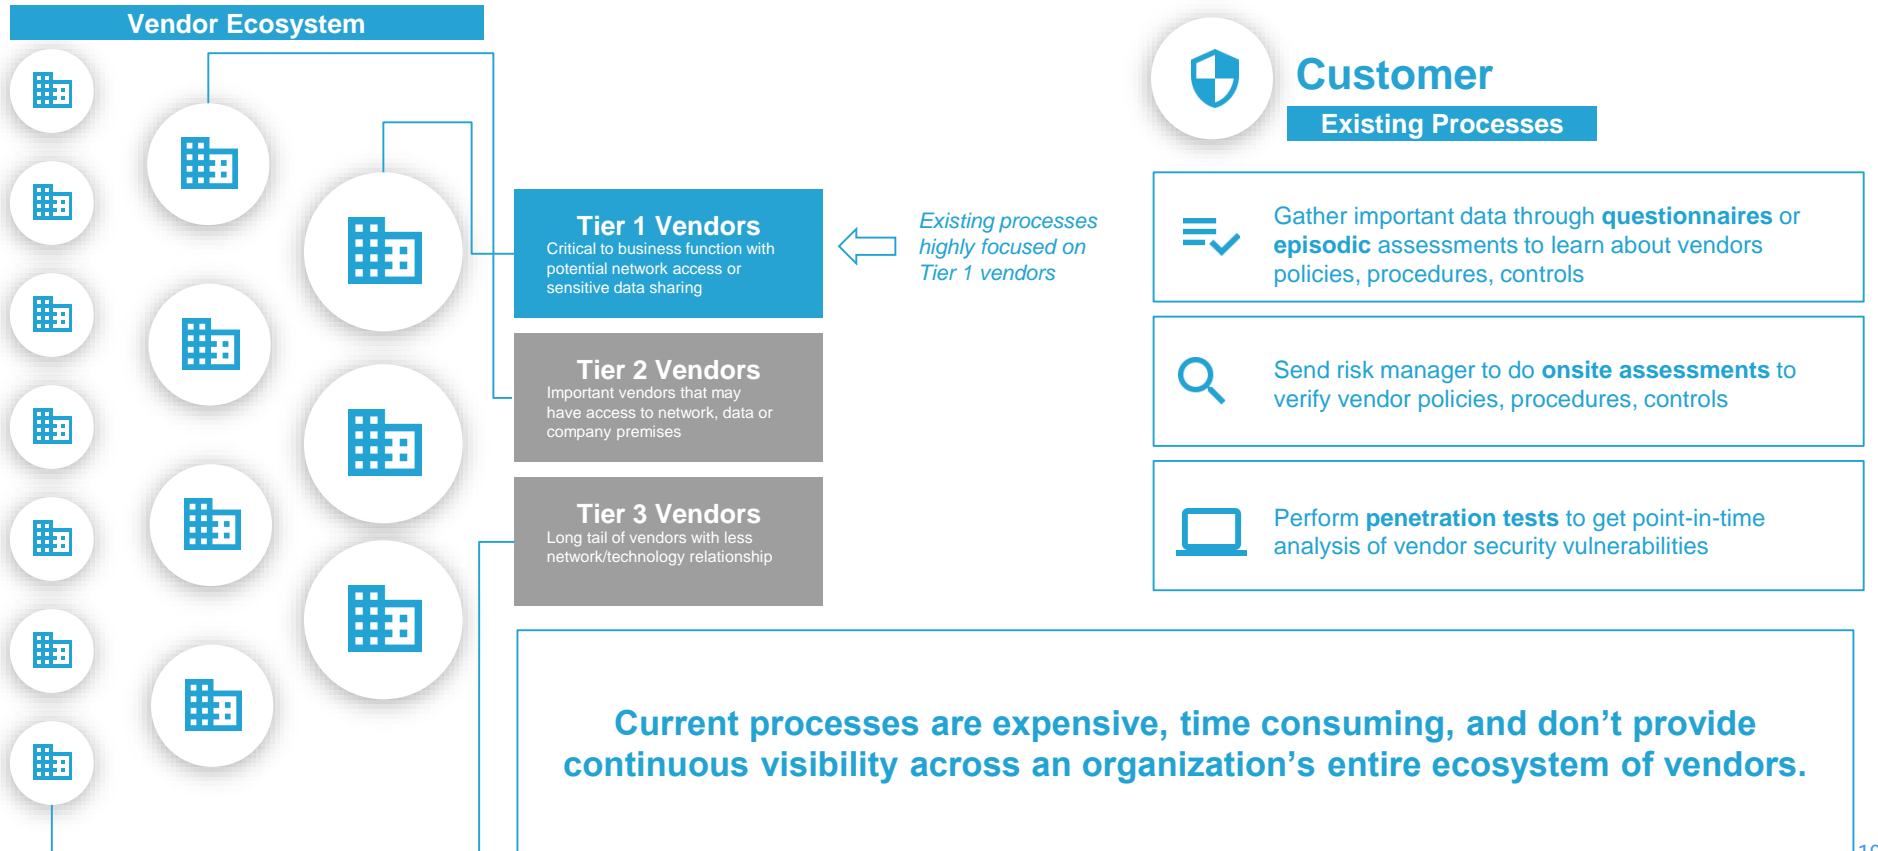 Vendor Ecosystem
Tier 1 Vendors
Critical to business function with
potential network access or
sensitive data sharing
Existing processes
highly focused on
Tier 1 vendors
Tier 2 Vendors
Important vendors that may
have access to network, data or
company premises
Tier 3 Vendors
Long tail of vendors with less
network/technology relationship
Customer
Existing Processes
Gather important data through questionnaires or
episodic assessments to learn about vendors
policies, procedures, controls
Send risk manager to do onsite assessments to
verify vendor policies, procedures, controls
Perform penetration tests to get point-in-time
analysis of vendor security vulnerabilities
Current processes are expensive, time consuming, and don’t provide
continuous visibility across an organization’s entire ecosystem of vendors.